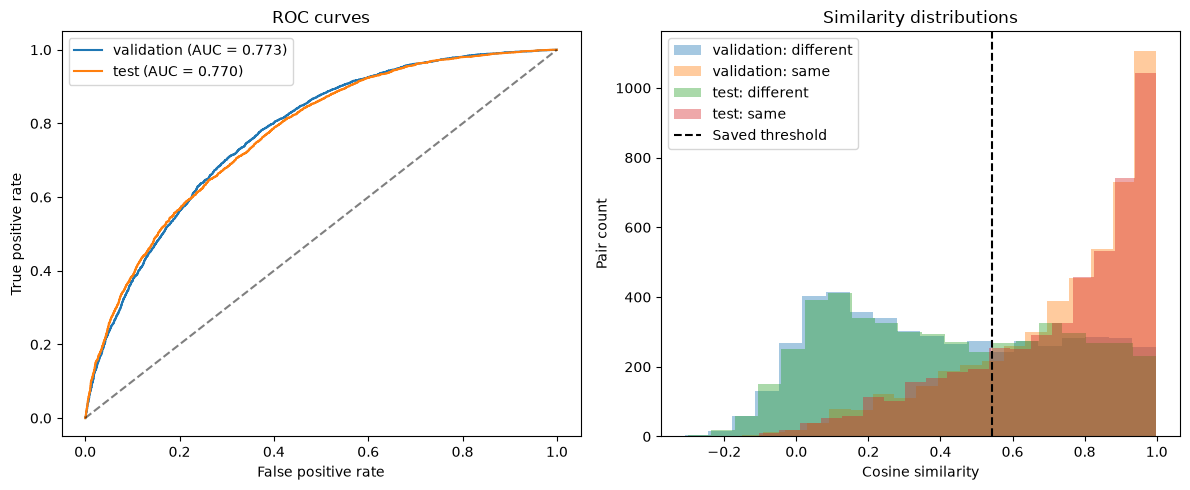 ROC curves
validation (AUC = 0.773)
test (AUC = 0.770)
1.0
0.8
0.6
0.4
0.2
0.0
True positive rate
0.0 0.2 0.4 0.6 0.8 1.0
False positive rate
Similarity distributions
validation: different
validation: same
test: different
test: same
Saved threshold
1000
800
600
400
200
0
Pair count
−0.2 0.0 0.2 0.4 0.6 0.8 1.0
Cosine similarity